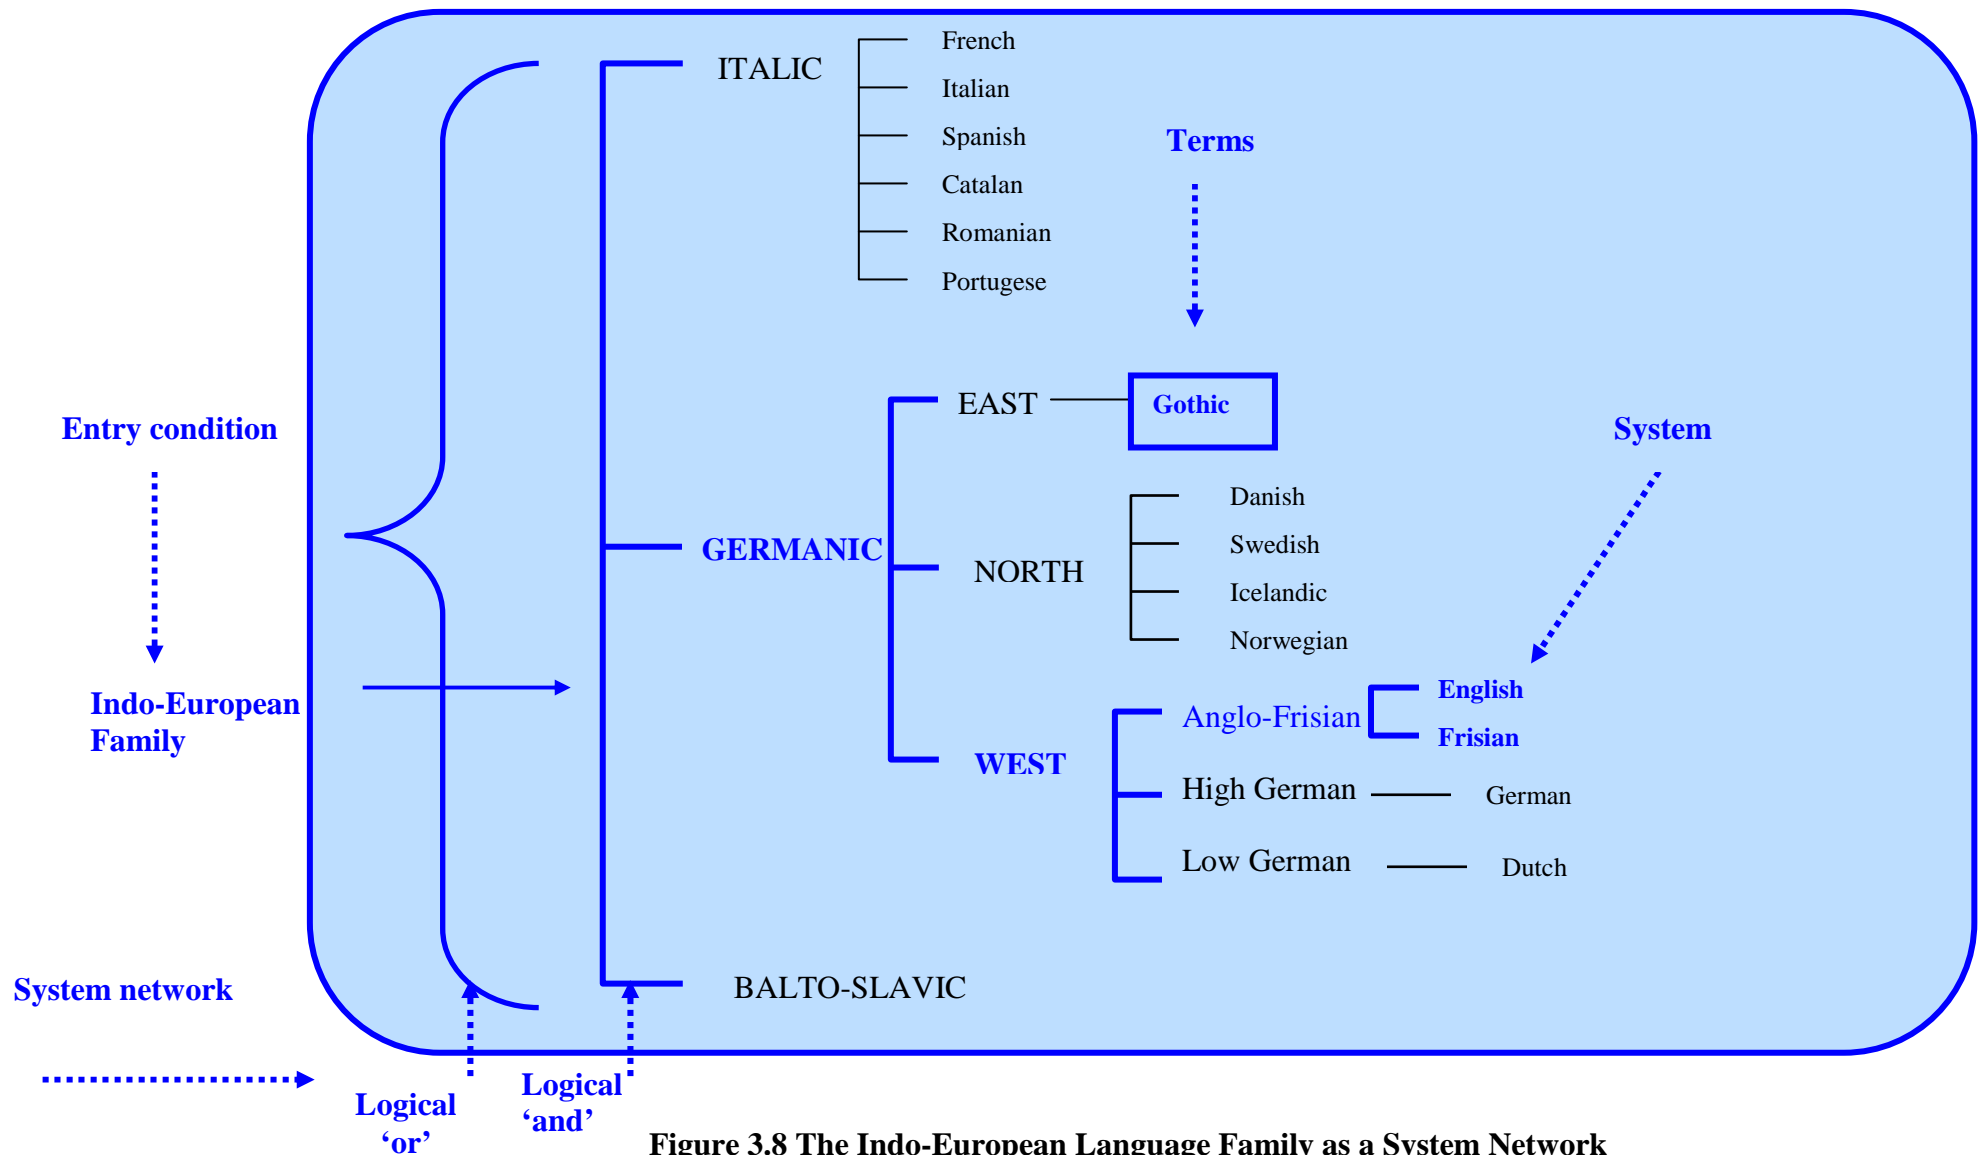 French
ITALIC
Italian
Spanish
Terms
Catalan
Romanian
Portugese
EAST
Gothic
Entry condition
System
Danish
Swedish
GERMANIC
NORTH
Icelandic
Norwegian
English
Indo-European
Family
Anglo-Frisian
Frisian
WEST
High German
German
Low German
Dutch
System network
BALTO-SLAVIC
Logical
‘or’
Logical
‘and’
Figure 3.8 The Indo-European Language Family as a System Network